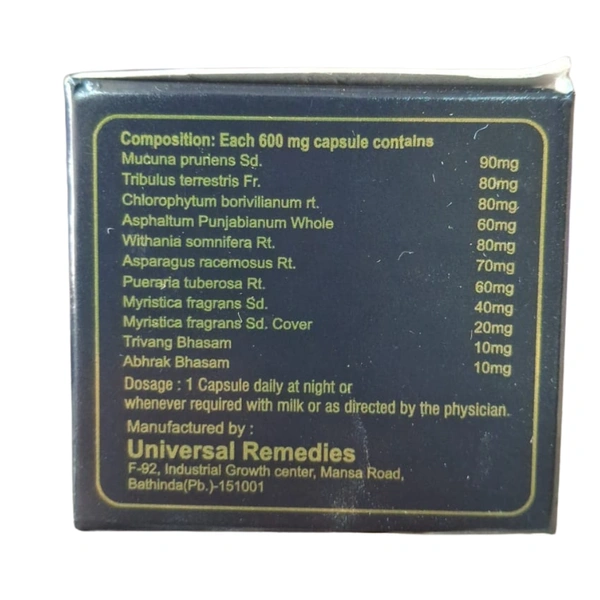 Composition: Each 600 mg capsule contains
Mucuna pruriens Sd. 90mg
Tribulus terrestris Fr. 80mg
Chlorophytum borivilianum rt. 80mg
Asphaltum Punjabianum Whole 60mg
Withania somnifera Rt. 80mg
Asparagus racemosus Rt. 70mg
Pueraria tuberosa Rt. 60mg
Myristica fragrans Sd. 40mg
Myristica fragrans Sd. Cover 20mg
Trivang Bhasam 10mg
Abhrak Bhasam 10mg
Dosage : 1 Capsule daily at night or
whenever required with milk or as directed by the physician.
Manufactured by :
Universal Remedies
F-92, Industrial Growth center, Mansa Road,
Bathinda(Pb.)-151001